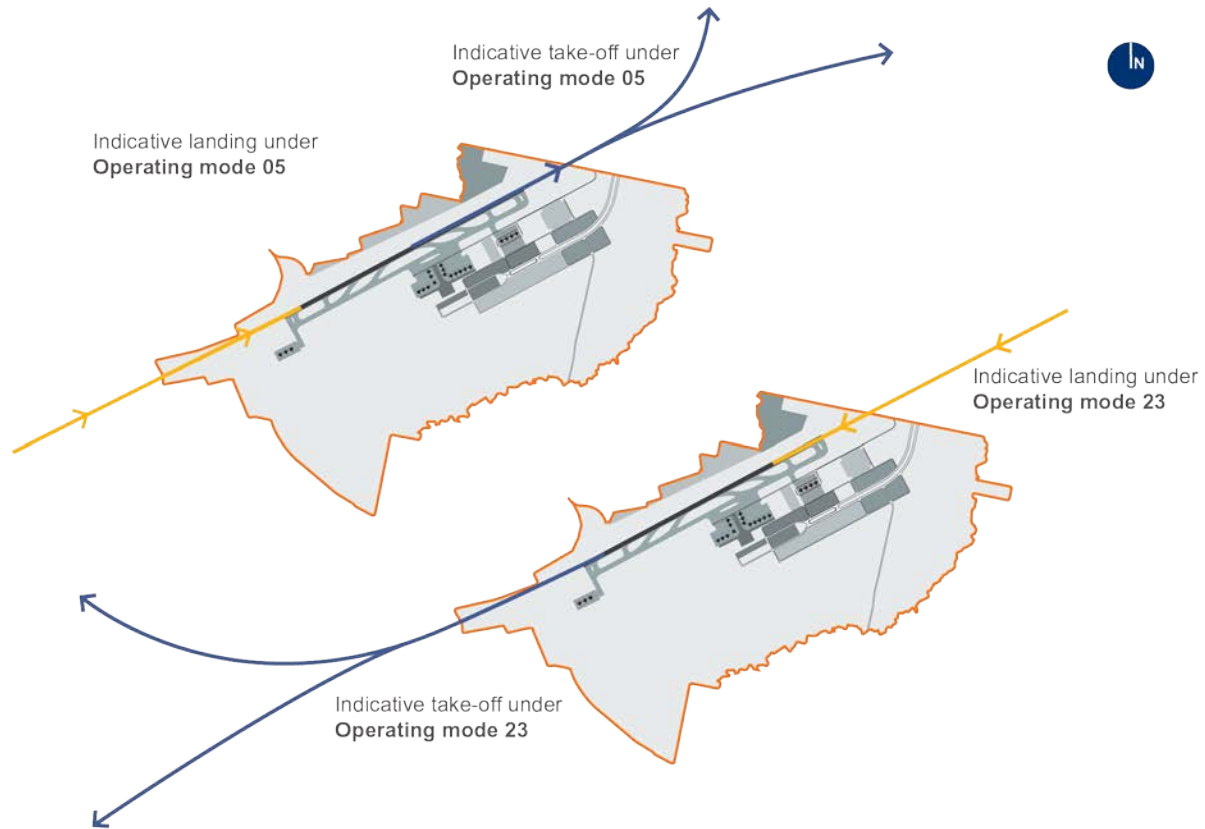 Indicative take-off under
Operating mode 05
N
Indicative landing under
Operating mode 05
Indicative landing under
Operating mode 23
Indicative take-off under
Operating mode 23